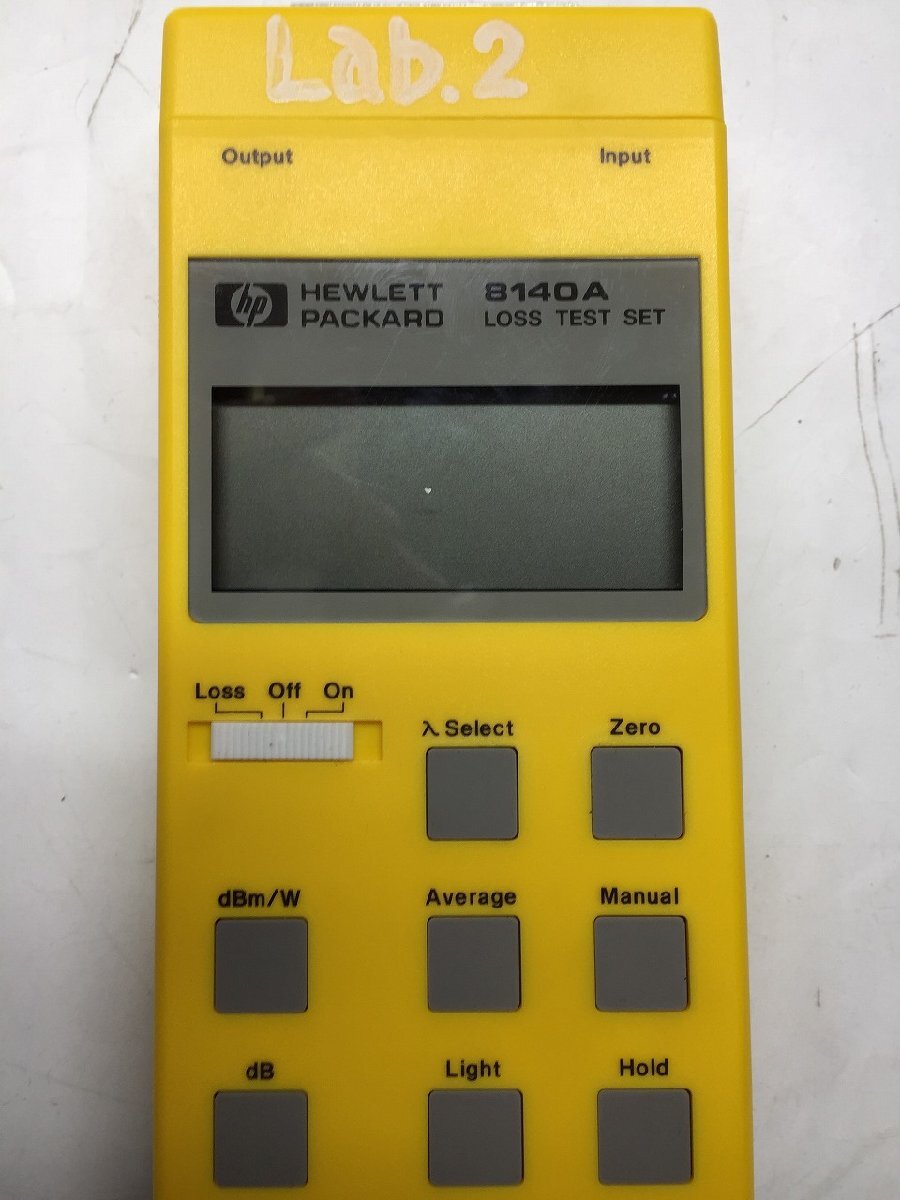 Lab.2
Output Input
hp HEWLETT PACKARD 8140A
LOSS TEST SET
Loss Off On
λ Select Zero
dBm/W Average Manual
dB Light Hold